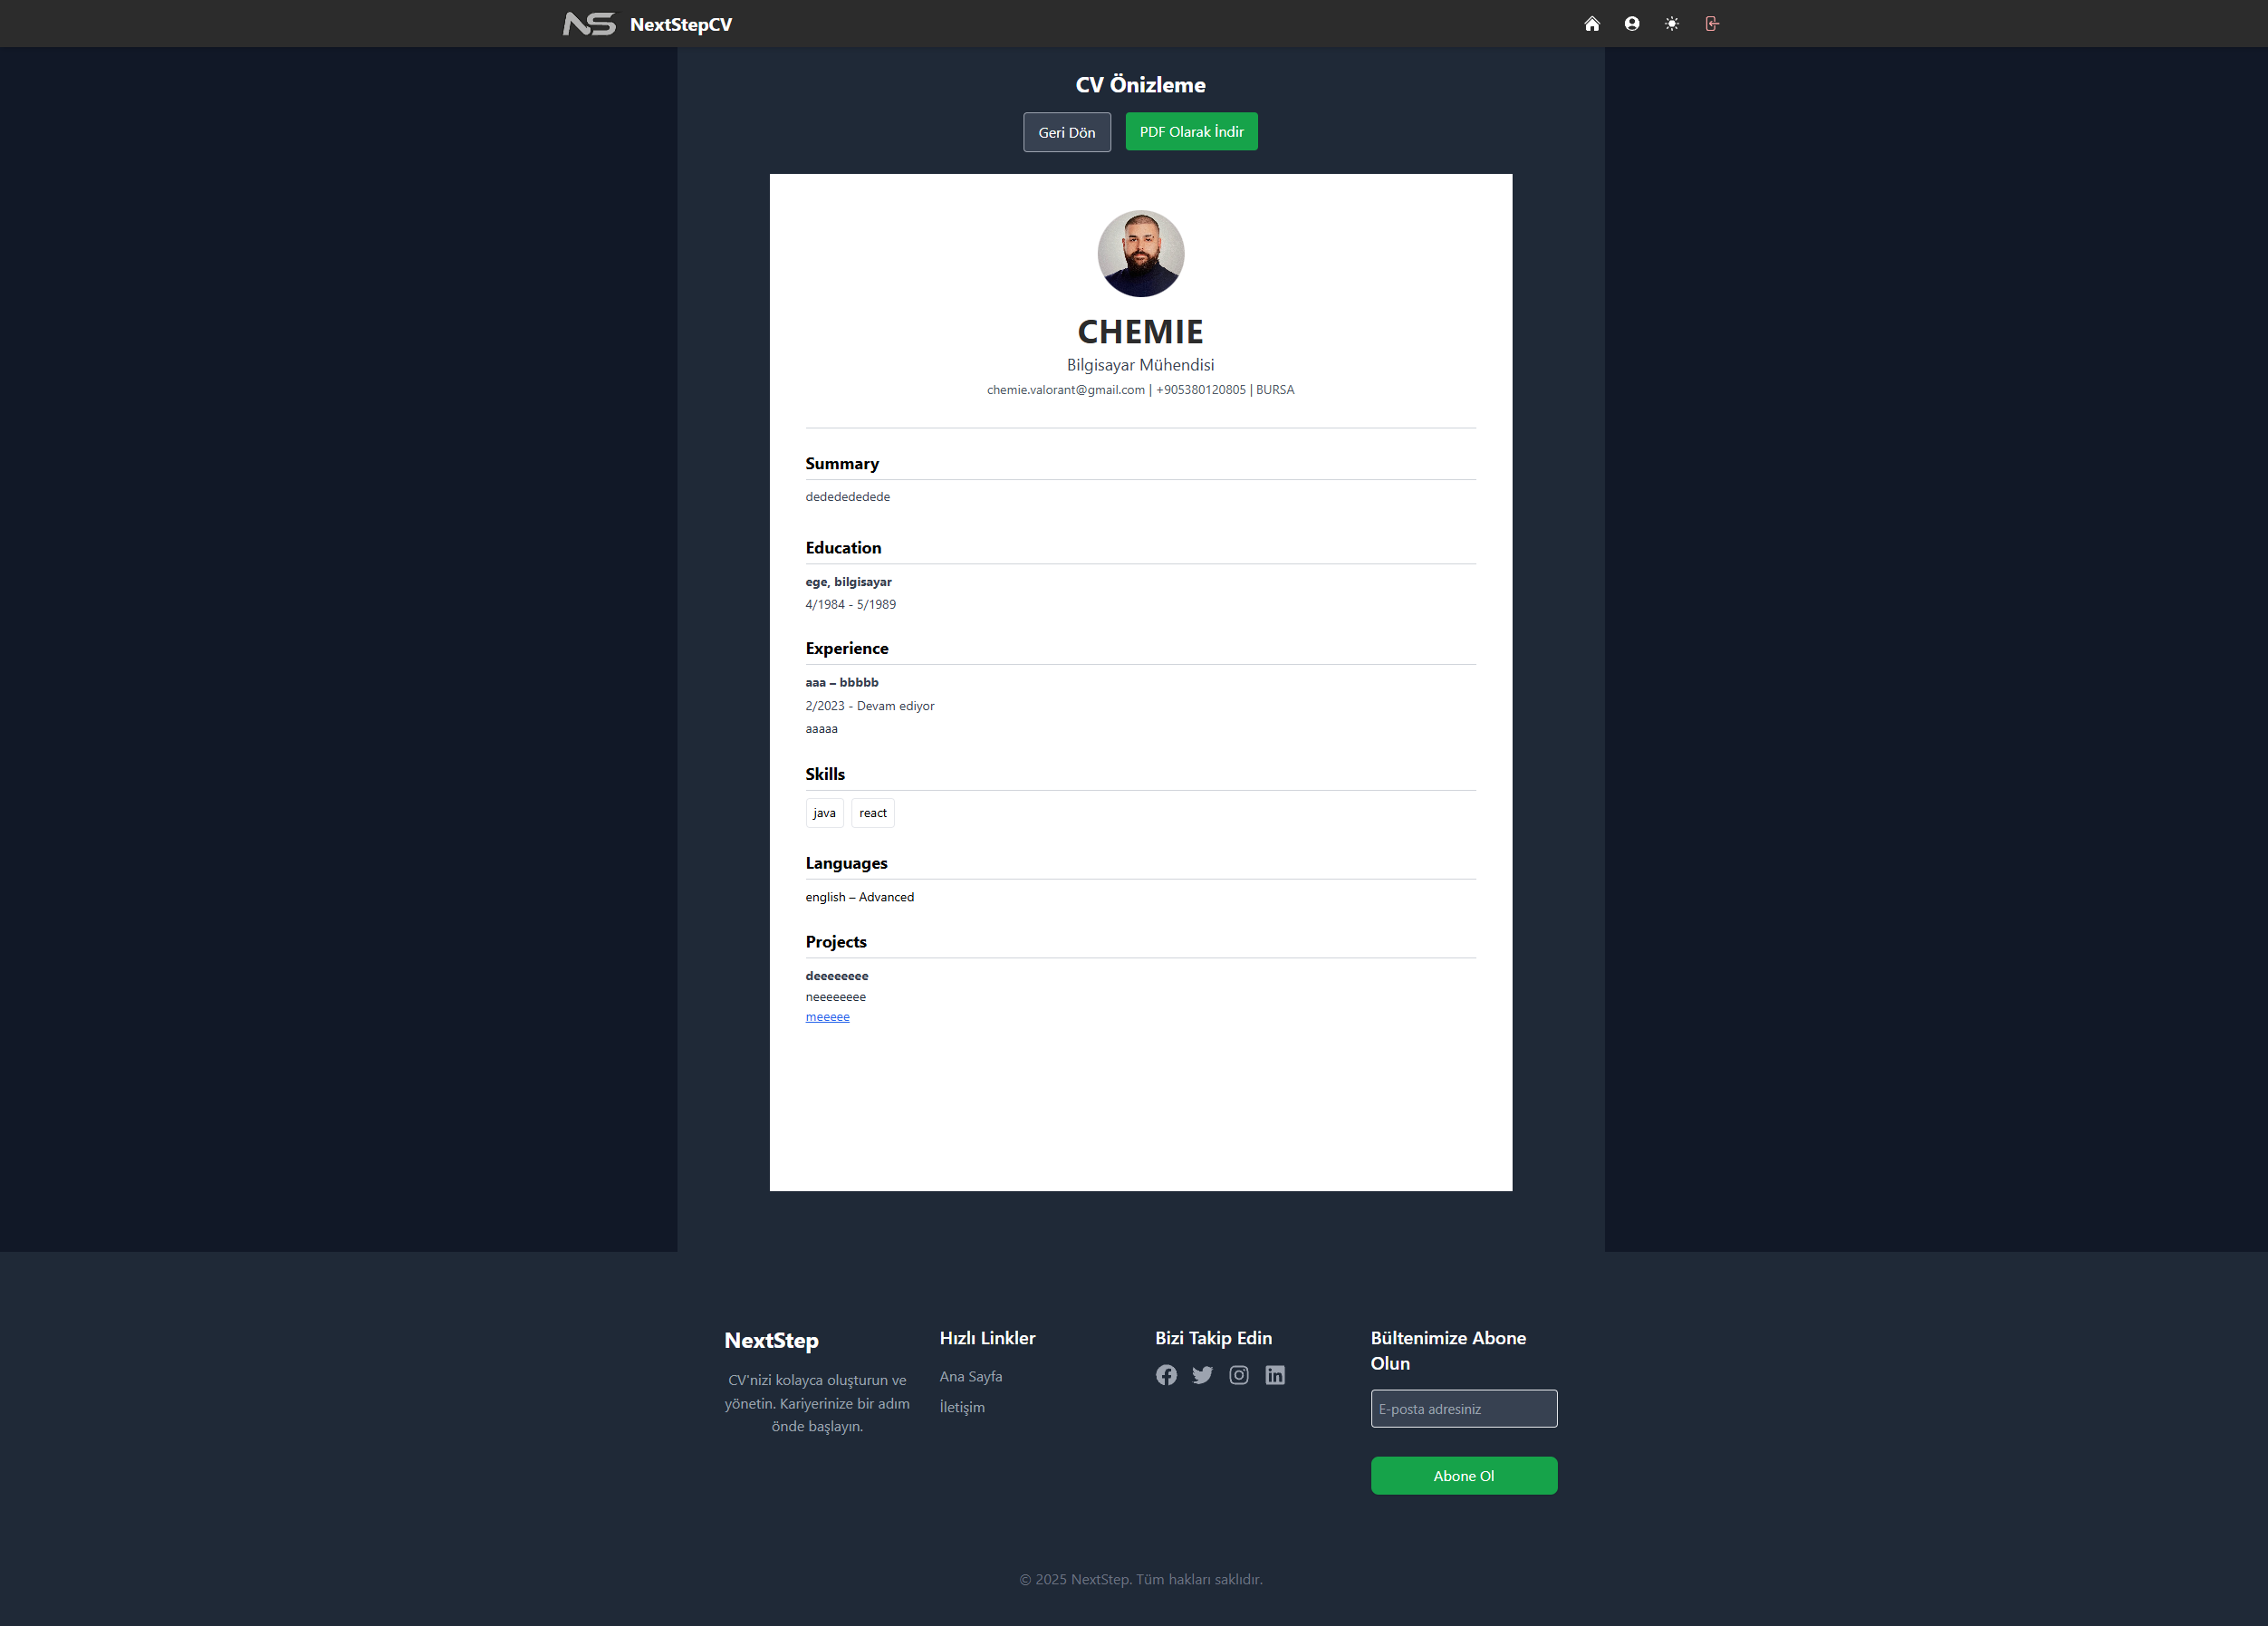 NS NextStepCV
CV Önizleme
Geri Dön PDF Olarak İndir
CHEMIE
Bilgisayar Mühendisi
chemie.valorant@gmail.com | +905380120805 | BURSA
Summary
dededededede
Education
ege, bilgisayar
4/1984 - 5/1989
Experience
aaa – bbbbb
2/2023 - Devam ediyor
aaaaa
Skills
java react
Languages
english – Advanced
Projects
deeeeeeee
neeeeeeee
meeeee
NextStep
CV'nizi kolayca oluşturun ve
yönetin. Kariyerinize bir adım
önde başlayın.
Hızlı Linkler
Ana Sayfa
İletişim
Bizi Takip Edin
Bültenimize Abone
Olun
E-posta adresiniz
Abone Ol
© 2025 NextStep. Tüm hakları saklıdır.